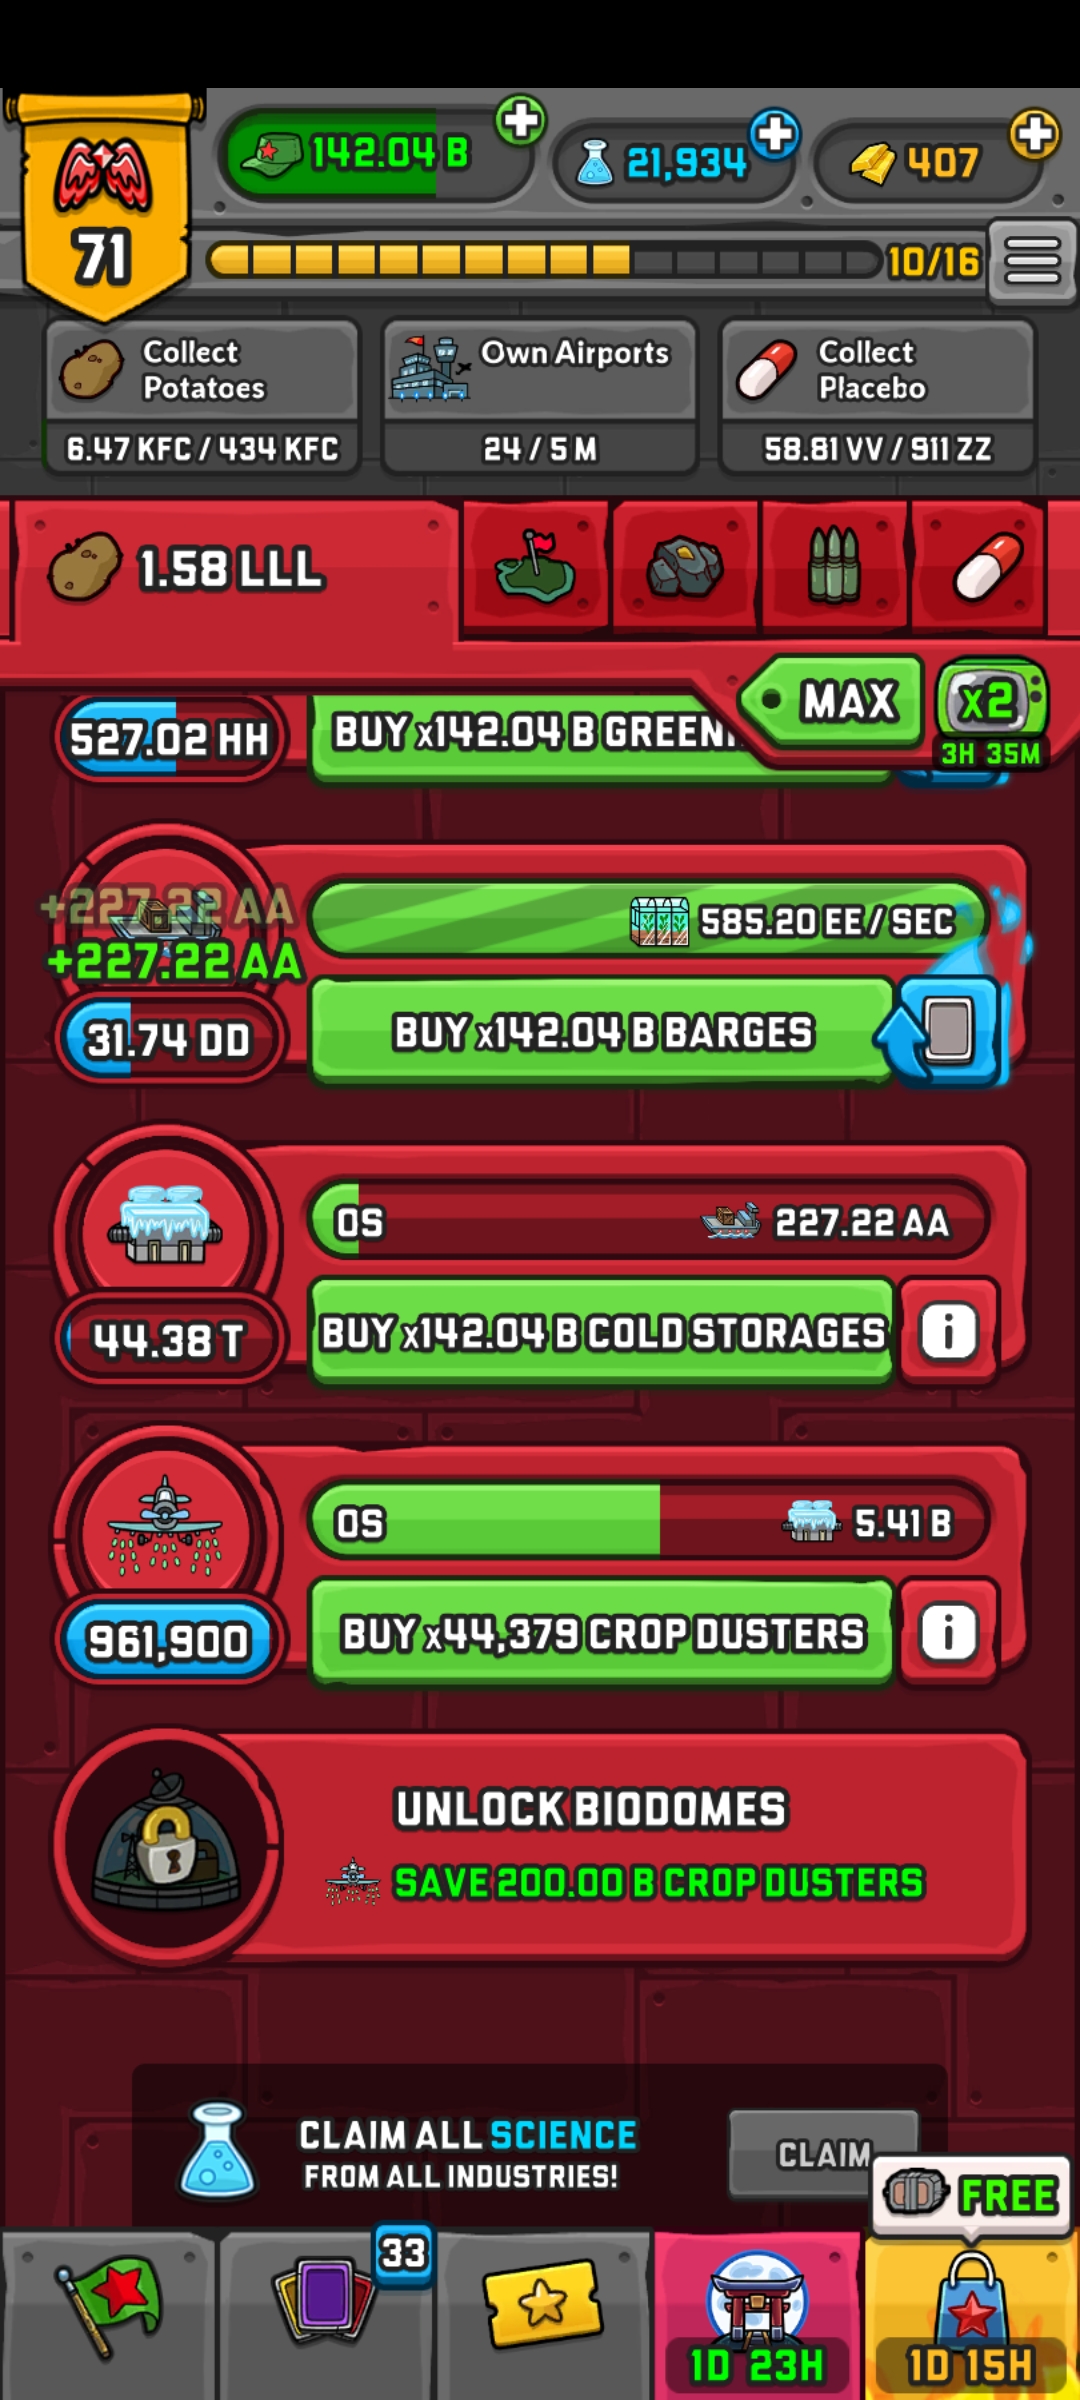 142.04 B
21,934
407
71
10/16
Collect
Potatoes
6.47 KFC / 434 KFC
Own Airports
24 / 5 M
Collect
Placebo
58.81 VV / 911 ZZ
1.58 LLL
MAX
x2
3H 35M
527.02 HH
BUY x142.04 B GREEN
+227.22 AA
+227.22 AA
585.20 EE / SEC
31.74 DD
BUY x142.04 B BARGES
0S
227.22 AA
44.38 T
BUY x142.04 B COLD STORAGES
i
0S
5.41 B
961,900
BUY x44,379 CROP DUSTERS
i
UNLOCK BIODOMES
SAVE 200.00 B CROP DUSTERS
CLAIM ALL SCIENCE
FROM ALL INDUSTRIES!
CLAIM
FREE
33
1D 23H
1D 15H